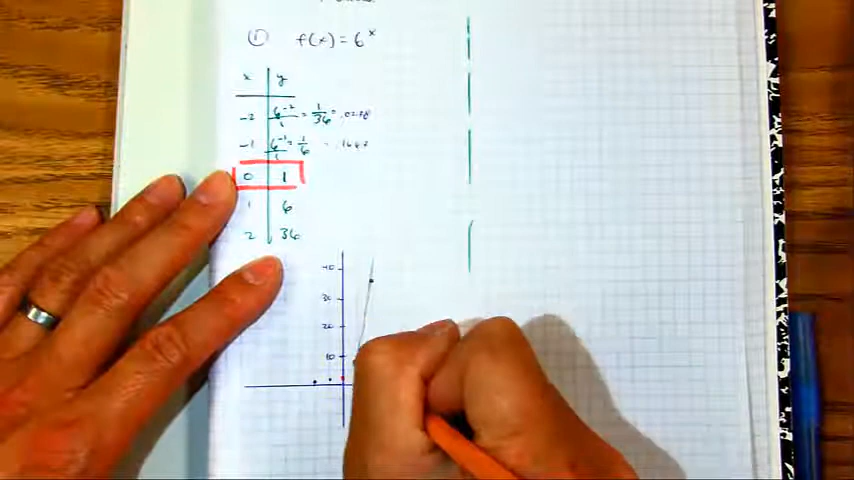 ① f(x) = 6^x
x | y
-2 | 6^-2/1 = 1/36 = .0278
-1 | 6^-1/1 = 1/6 = .1667
0 | 1
1 | 6
2 | 36
40
30
20
10